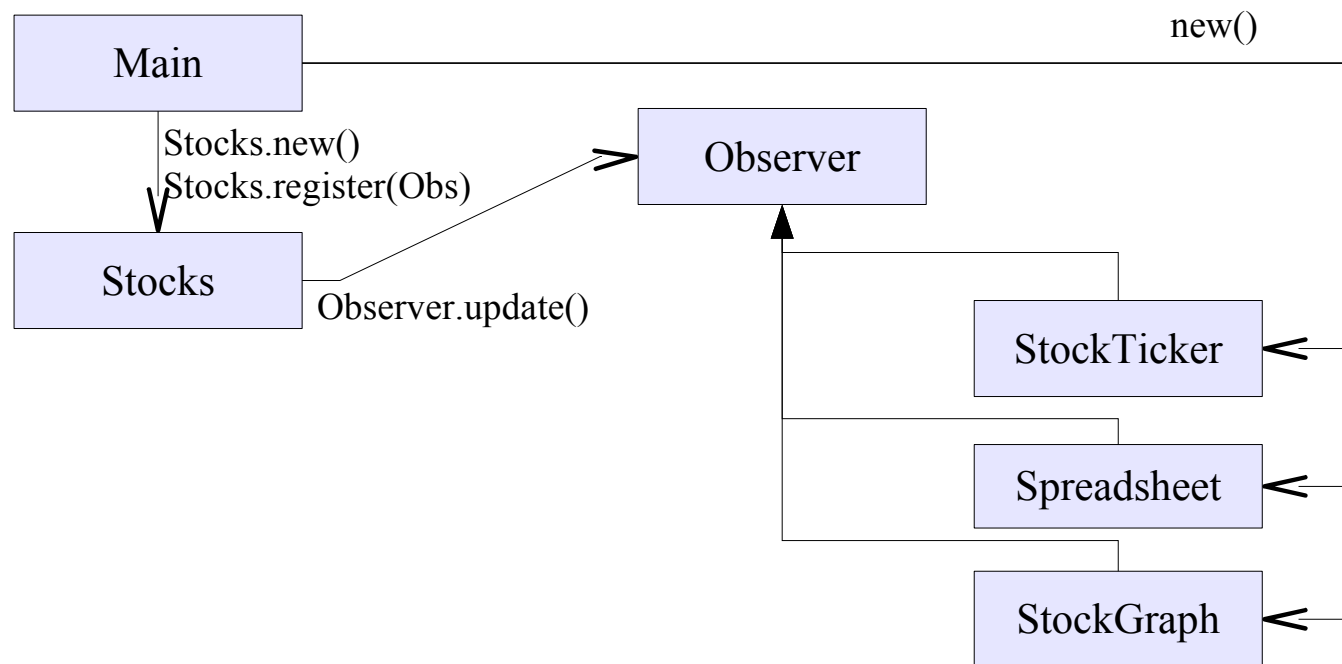 new()
Main
Stocks.new()
Stocks.register(Obs)
Observer
Stocks
Observer.update()
StockTicker
Spreadsheet
StockGraph